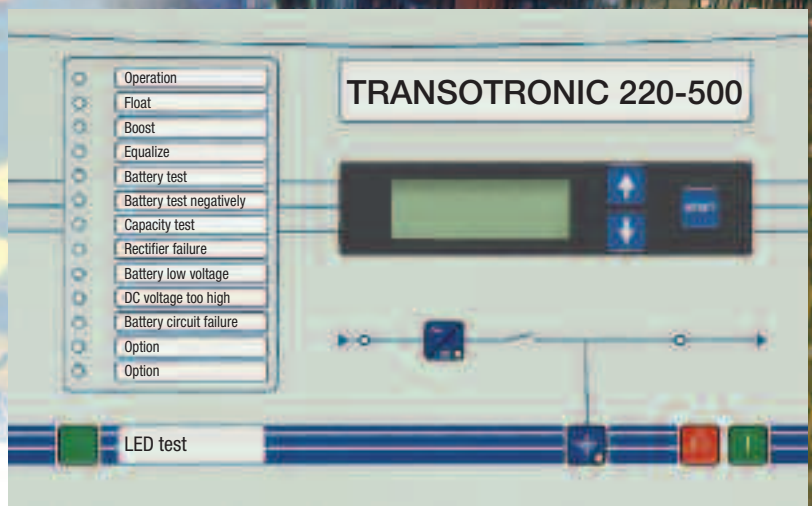 Operation
Float
Boost
Equalize
Battery test
Battery test negatively
Capacity test
Rectifier failure
Battery low voltage
DC voltage too high
Battery circuit failure
Option
Option
TRANSOTRONIC 220-500
LED test